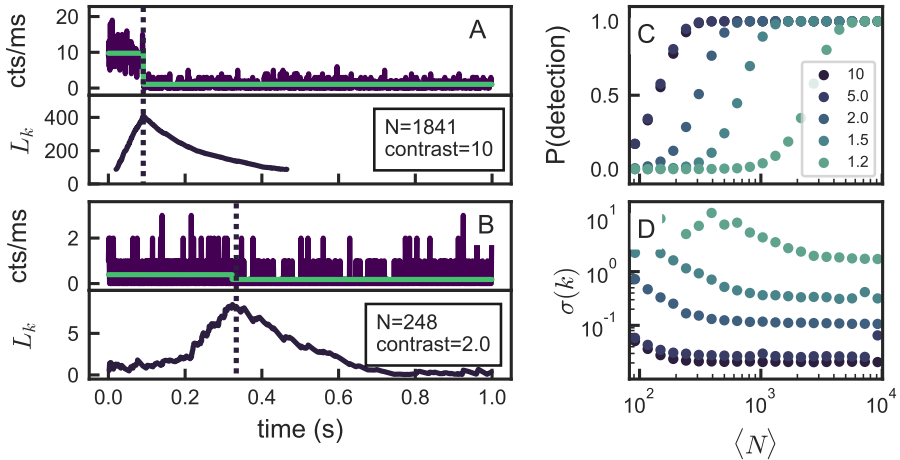 A
cts/ms
20
10
0
L_k
400
200
0
N=1841
contrast=10
B
cts/ms
2
0
L_k
5
0
N=248
contrast=2.0
0.0 0.2 0.4 0.6 0.8 1.0
time (s)
C
P(detection)
1.0
0.5
0.0
10
5.0
2.0
1.5
1.2
D
σ(k)
10^1
10^0
10^-1
10^2 10^3 10^4
⟨N⟩